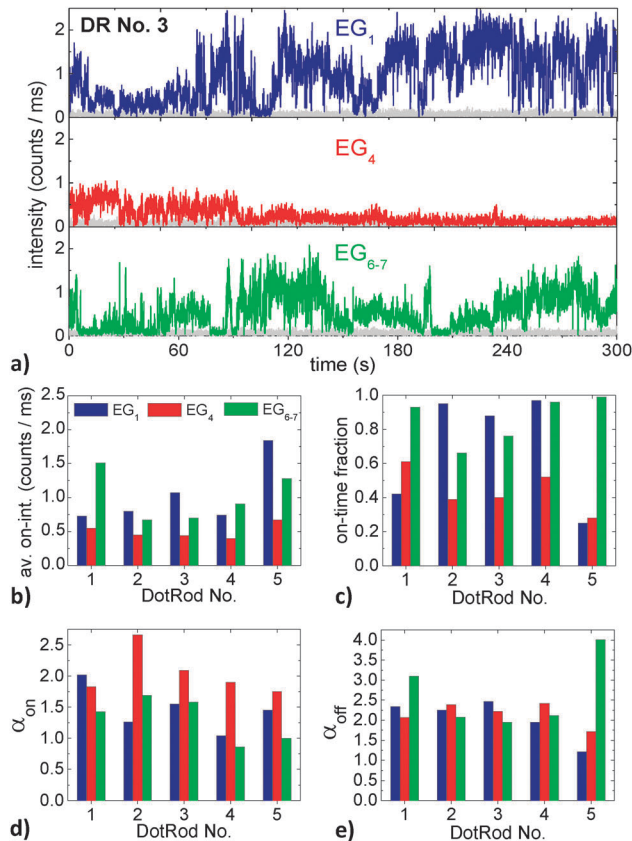 DR No. 3
EG1
2
1
0
EG4
2
1
0
EG6-7
2
1
0
intensity (counts / ms)
0 60 120 180 240 300
time (s)
a)
2.5
2.0
1.5
1.0
0.5
0.0
av. on-int. (counts / ms)
EG1 EG4 EG6-7
1 2 3 4 5
DotRod No.
b)
1.0
0.8
0.6
0.4
0.2
0.0
on-time fraction
1 2 3 4 5
DotRod No.
c)
2.5
2.0
1.5
1.0
0.5
0.0
αon
1 2 3 4 5
DotRod No.
d)
4.0
3.5
3.0
2.5
2.0
1.5
1.0
0.5
0.0
αoff
1 2 3 4 5
DotRod No.
e)